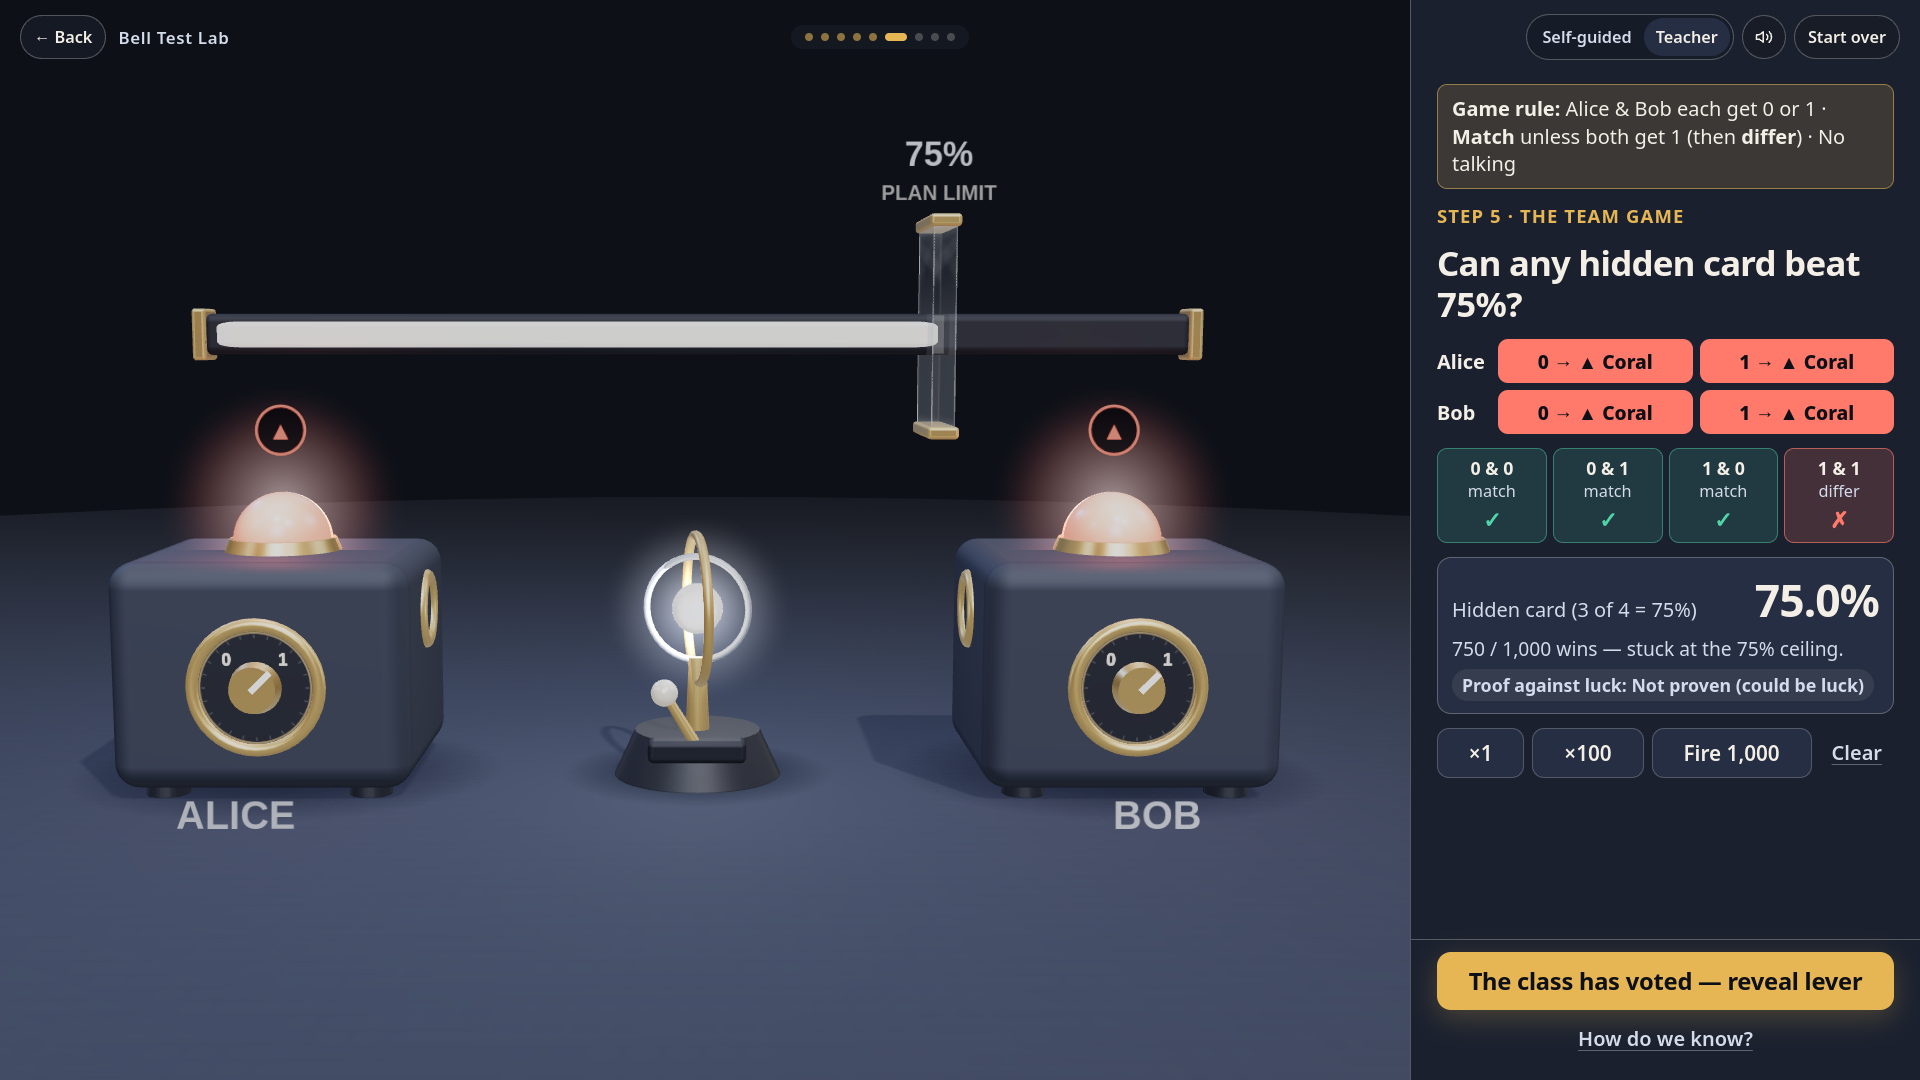 ← Back
Bell Test Lab
Self-guided
Teacher
Start over
75%
PLAN LIMIT
▲
▲
0 1
0 1
ALICE
BOB
Game rule: Alice & Bob each get 0 or 1 ·
Match unless both get 1 (then differ) · No
talking
STEP 5 · THE TEAM GAME
Can any hidden card beat
75%?
Alice
0 → ▲ Coral
1 → ▲ Coral
Bob
0 → ▲ Coral
1 → ▲ Coral
0 & 0
match
✓
0 & 1
match
✓
1 & 0
match
✓
1 & 1
differ
✗
Hidden card (3 of 4 = 75%)
75.0%
750 / 1,000 wins — stuck at the 75% ceiling.
Proof against luck: Not proven (could be luck)
×1
×100
Fire 1,000
Clear
The class has voted — reveal lever
How do we know?